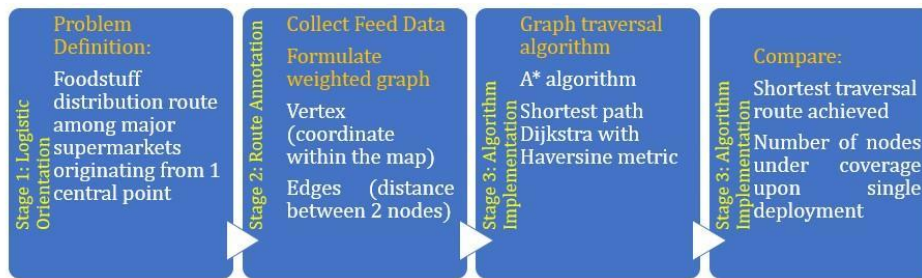 Stage 1: Logistic
Orientation
Problem
Definition:
Foodstuff
distribution route
among major
supermarkets
originating from 1
central point
Stage 2: Route Annotation
Collect Feed Data
Formulate
weighted graph
Vertex
(coordinate
within the map)
Edges (distance
between 2 nodes)
Stage 3: Algorithm
Implementation
Graph traversal
algorithm
A* algorithm
Shortest path
Dijkstra with
Haversine metric
Stage 3: Algorithm
Implementation
Compare:
Shortest traversal
route achieved
Number of nodes
under coverage
upon single
deployment